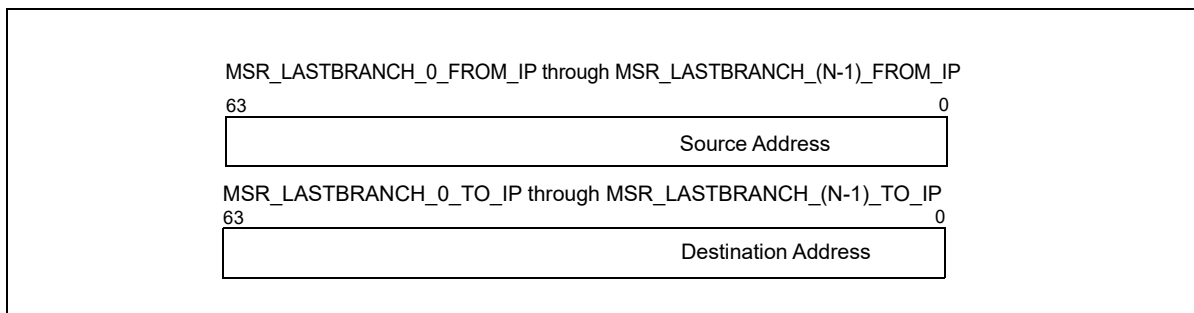 MSR_LASTBRANCH_0_FROM_IP through MSR_LASTBRANCH_(N-1)_FROM_IP
63 0
Source Address
MSR_LASTBRANCH_0_TO_IP through MSR_LASTBRANCH_(N-1)_TO_IP
63 0
Destination Address